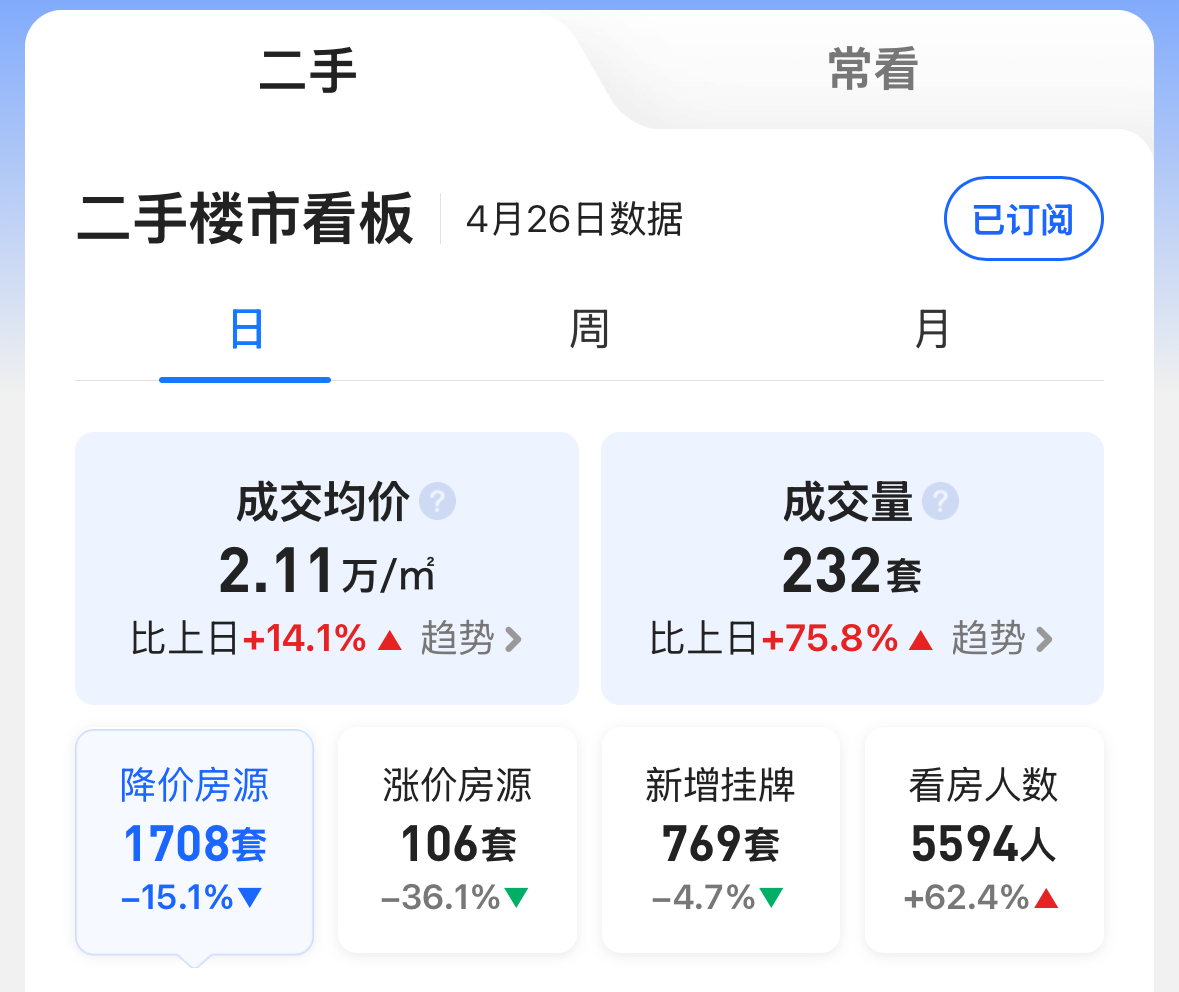 二手
常看
二手楼市看板
4月26日数据
已订阅
日
周
月
成交均价 ?
2.11万/㎡
比上日+14.1% ▲ 趋势 >
成交量 ?
232套
比上日+75.8% ▲ 趋势 >
降价房源
1708套
-15.1%▼
涨价房源
106套
-36.1%▼
新增挂牌
769套
-4.7%▼
看房人数
5594人
+62.4%▲